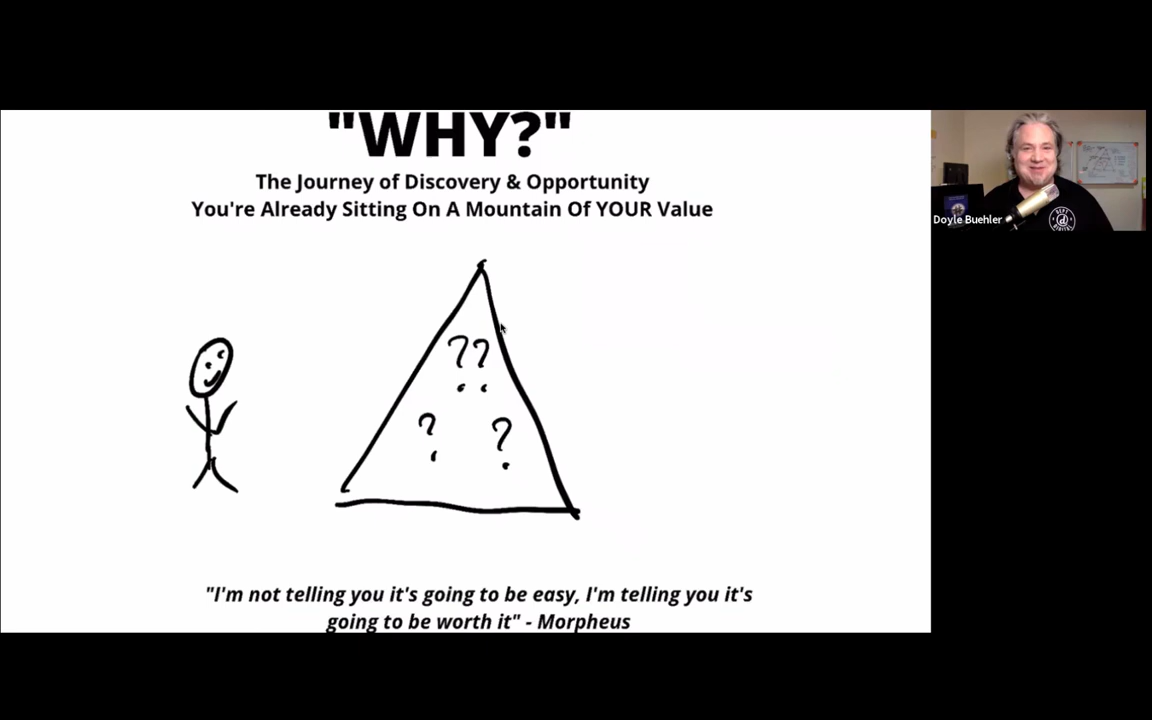 "WHY?"
The Journey of Discovery & Opportunity
You're Already Sitting On A Mountain Of YOUR Value
??
? ?
"I'm not telling you it's going to be easy, I'm telling you it's
going to be worth it" - Morpheus
Doyle Buehler